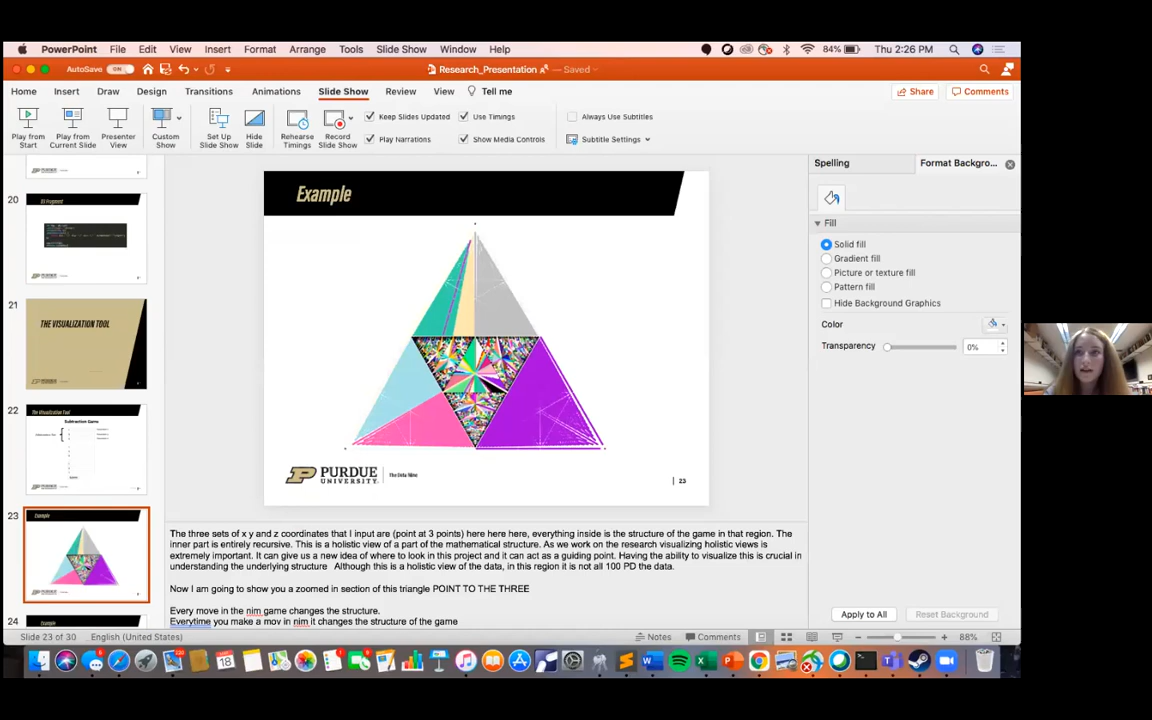 PowerPoint File Edit View Insert Format Arrange Tools Slide Show Window Help 84% Thu 2:26 PM
AutoSave ON Research_Presentation — Saved
Home Insert Draw Design Transitions Animations Slide Show Review View Tell me Share Comments
Play from Start
Play from Current Slide
Presenter View
Custom Show
Set Up Slide Show
Hide Slide
Rehearse Timings
Record Slide Show
Keep Slides Updated Use Timings Always Use Subtitles
Play Narrations Show Media Controls Subtitle Settings
20
21
THE VISUALIZATION TOOL
22
The Visualization Tool
Subtraction Game
23
Example
24
Example
Example
PURDUE
UNIVERSITY
The Data Mine
23
The three sets of x y and z coordinates that I input are (point at 3 points) here here here, everything inside is the structure of the game in that region. The
inner part is entirely recursive. This is a holistic view of a part of the mathematical structure. As we work on the research visualizing holistic views is
extremely important. It can give us a new idea of where to look in this project and it can act as a guiding point. Having the ability to visualize this is crucial in
understanding the underlying structure Although this is a holistic view of the data, in this region it is not all 100 PD the data.
Now I am going to show you a zoomed in section of this triangle POINT TO THE THREE
Every move in the nim game changes the structure.
Everytime you make a mov in nim it changes the structure of the game
Spelling Format Backgro...
Fill
Solid fill
Gradient fill
Picture or texture fill
Pattern fill
Hide Background Graphics
Color
Transparency 0%
Apply to All Reset Background
Slide 23 of 30 English (United States) Notes Comments 88%